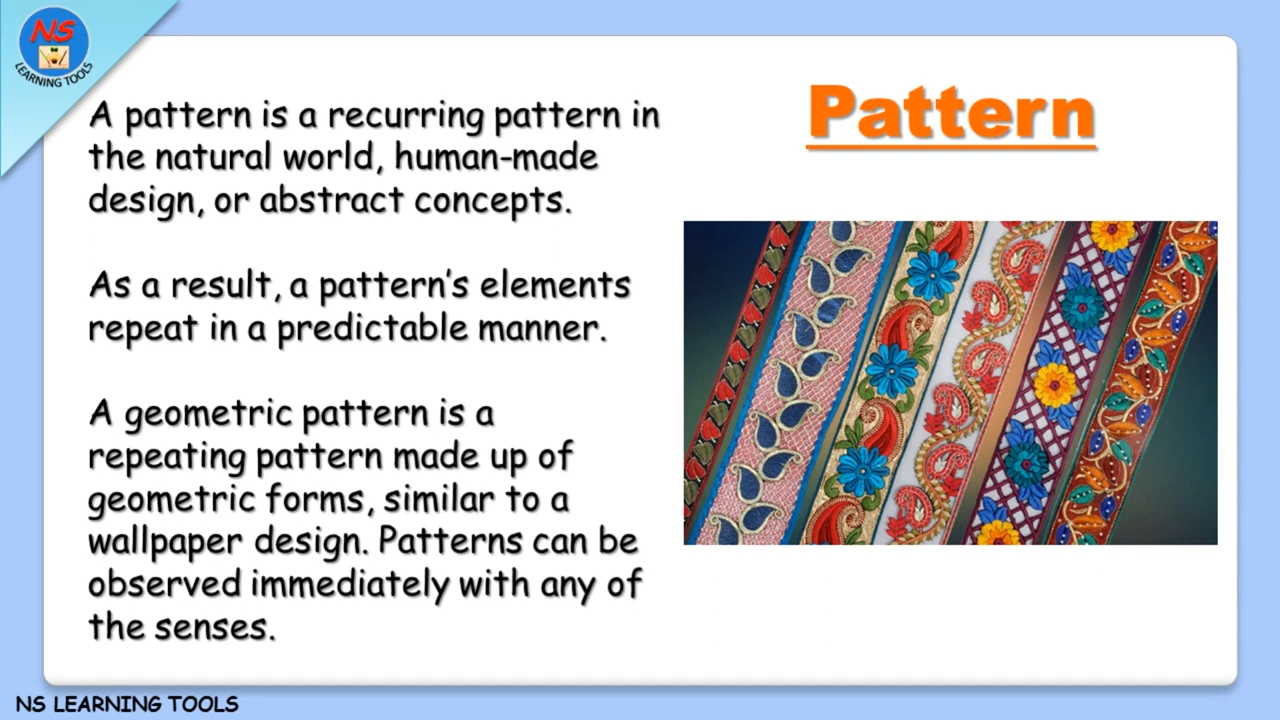 NS
LEARNING TOOLS
Pattern
A pattern is a recurring pattern in
the natural world, human-made
design, or abstract concepts.
As a result, a pattern's elements
repeat in a predictable manner.
A geometric pattern is a
repeating pattern made up of
geometric forms, similar to a
wallpaper design. Patterns can be
observed immediately with any of
the senses.
NS LEARNING TOOLS